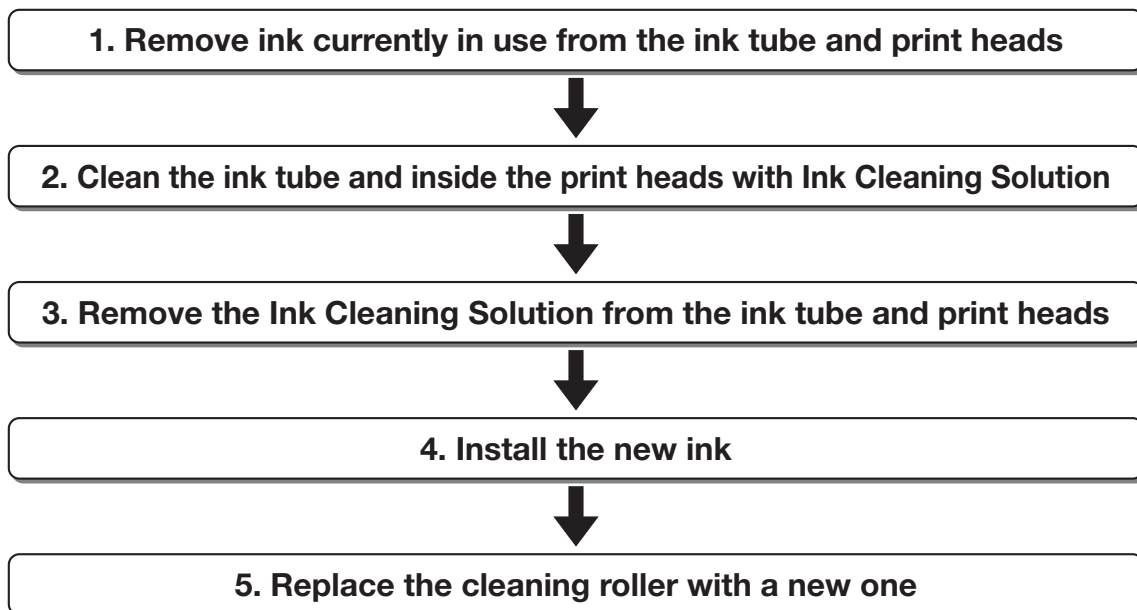 1. Remove ink currently in use from the ink tube and print heads
2. Clean the ink tube and inside the print heads with Ink Cleaning Solution
3. Remove the Ink Cleaning Solution from the ink tube and print heads
4. Install the new ink
5. Replace the cleaning roller with a new one